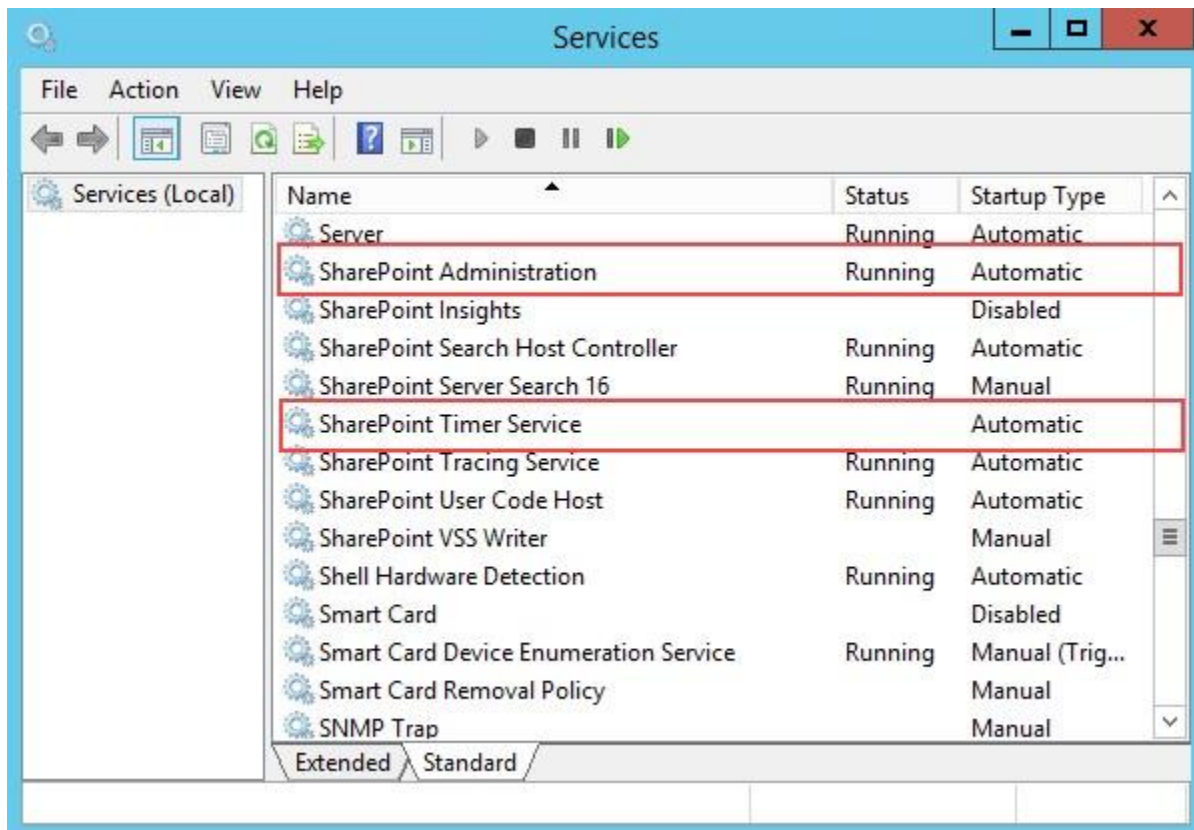 Services
File Action View Help
Services (Local)
Name Status Startup Type
Server Running Automatic
SharePoint Administration Running Automatic
SharePoint Insights Disabled
SharePoint Search Host Controller Running Automatic
SharePoint Server Search 16 Running Manual
SharePoint Timer Service Automatic
SharePoint Tracing Service Running Automatic
SharePoint User Code Host Running Automatic
SharePoint VSS Writer Manual
Shell Hardware Detection Running Automatic
Smart Card Disabled
Smart Card Device Enumeration Service Running Manual (Trig...
Smart Card Removal Policy Manual
SNMP Trap Manual
Extended Standard